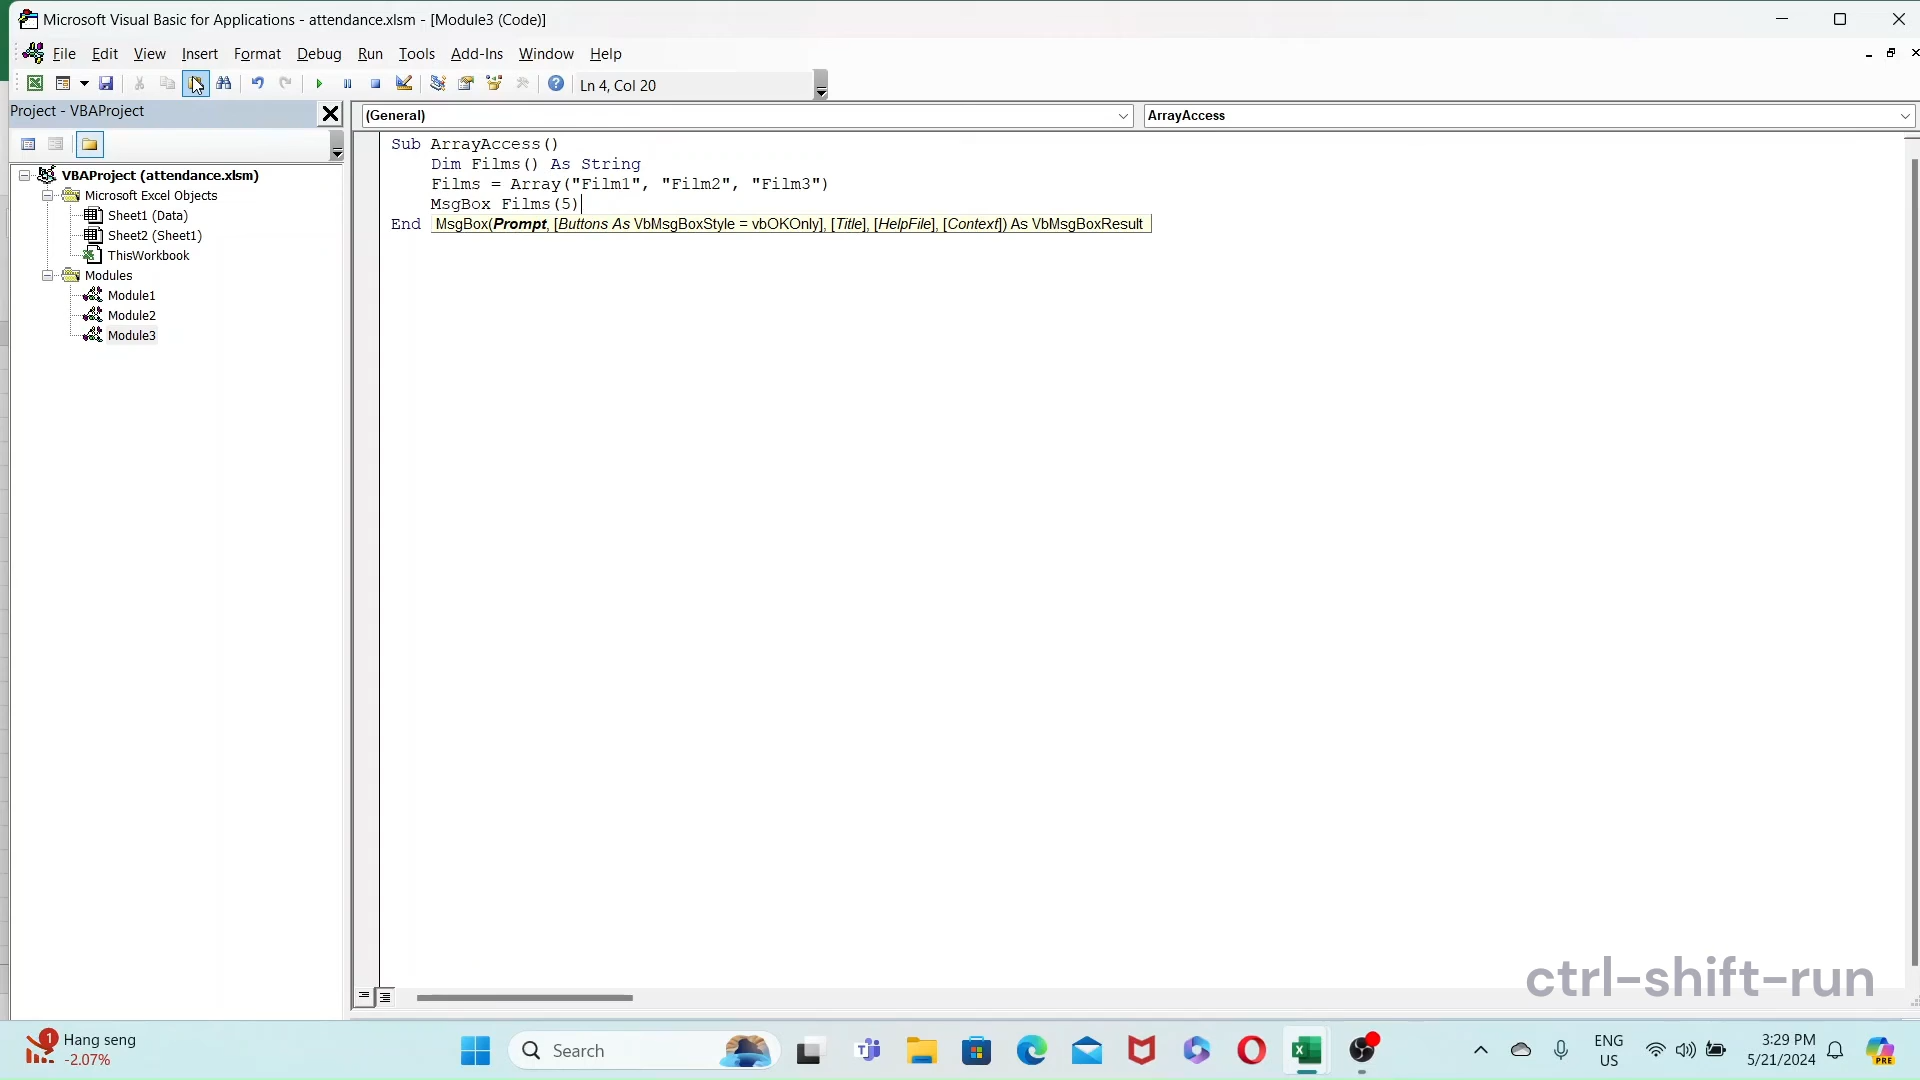 Microsoft Visual Basic for Applications - attendance.xlsm - [Module3 (Code)]
File Edit View Insert Format Debug Run Tools Add-Ins Window Help
Ln 4, Col 20
Project - VBAProject
(General)
ArrayAccess
VBAProject (attendance.xlsm)
Microsoft Excel Objects
Sheet1 (Data)
Sheet2 (Sheet1)
ThisWorkbook
Modules
Module1
Module2
Module3
Sub ArrayAccess()
Dim Films() As String
Films = Array("Film1", "Film2", "Film3")
MsgBox Films(5)
End
MsgBox(Prompt, [Buttons As VbMsgBoxStyle = vbOKOnly], [Title], [HelpFile], [Context]) As VbMsgBoxResult
ctrl-shift-run
1
Hang seng
-2.07%
Search
ENG
US
3:29 PM
5/21/2024
PRE